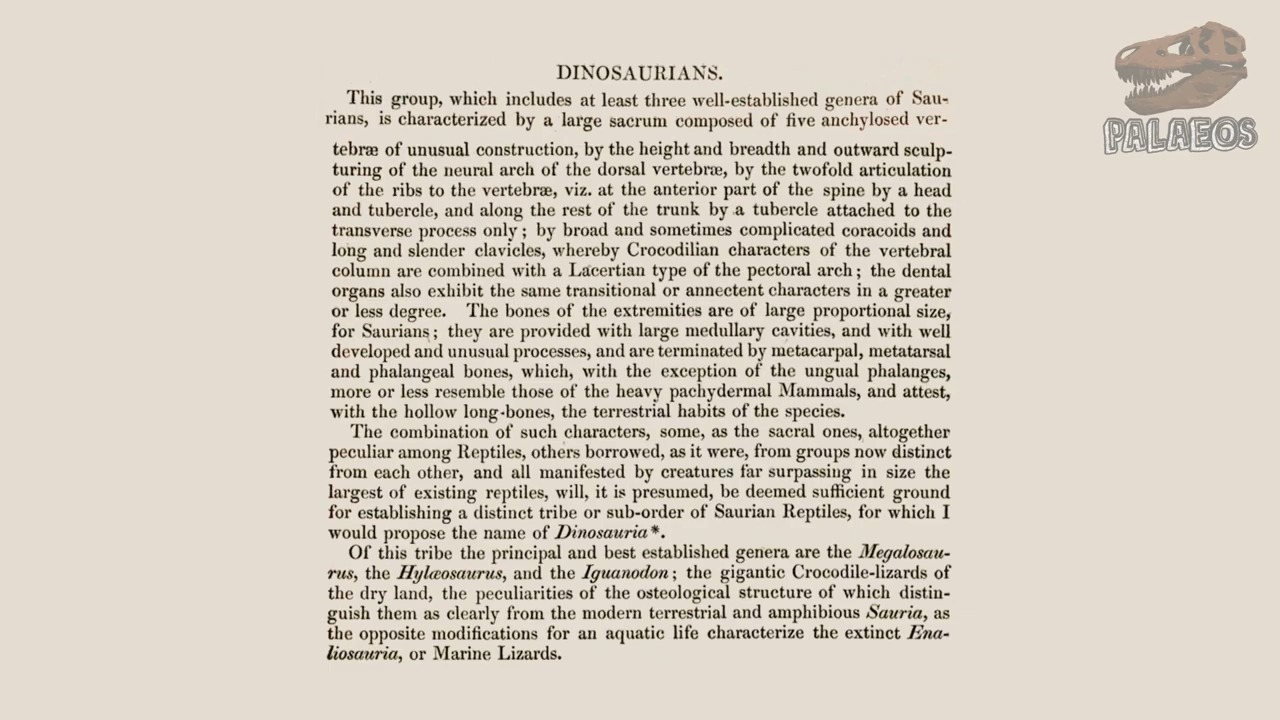 DINOSAURIANS.
This group, which includes at least three well-established genera of Sau-
rians, is characterized by a large sacrum composed of five anchylosed ver-
tebræ of unusual construction, by the height and breadth and outward sculp-
turing of the neural arch of the dorsal vertebræ, by the twofold articulation
of the ribs to the vertebræ, viz. at the anterior part of the spine by a head
and tubercle, and along the rest of the trunk by a tubercle attached to the
transverse process only; by broad and sometimes complicated coracoids and
long and slender clavicles, whereby Crocodilian characters of the vertebral
column are combined with a Lacertian type of the pectoral arch; the dental
organs also exhibit the same transitional or annectent characters in a greater
or less degree. The bones of the extremities are of large proportional size,
for Saurians; they are provided with large medullary cavities, and with well
developed and unusual processes, and are terminated by metacarpal, metatarsal
and phalangeal bones, which, with the exception of the ungual phalanges,
more or less resemble those of the heavy pachydermal Mammals, and attest,
with the hollow long-bones, the terrestrial habits of the species.
The combination of such characters, some, as the sacral ones, altogether
peculiar among Reptiles, others borrowed, as it were, from groups now distinct
from each other, and all manifested by creatures far surpassing in size the
largest of existing reptiles, will, it is presumed, be deemed sufficient ground
for establishing a distinct tribe or sub-order of Saurian Reptiles, for which I
would propose the name of Dinosauria*.
Of this tribe the principal and best established genera are the Megalosau-
rus, the Hylæosaurus, and the Iguanodon; the gigantic Crocodile-lizards of
the dry land, the peculiarities of the osteological structure of which distin-
guish them as clearly from the modern terrestrial and amphibious Sauria, as
the opposite modifications for an aquatic life characterize the extinct Ena-
liosauria, or Marine Lizards.
PALAEOS